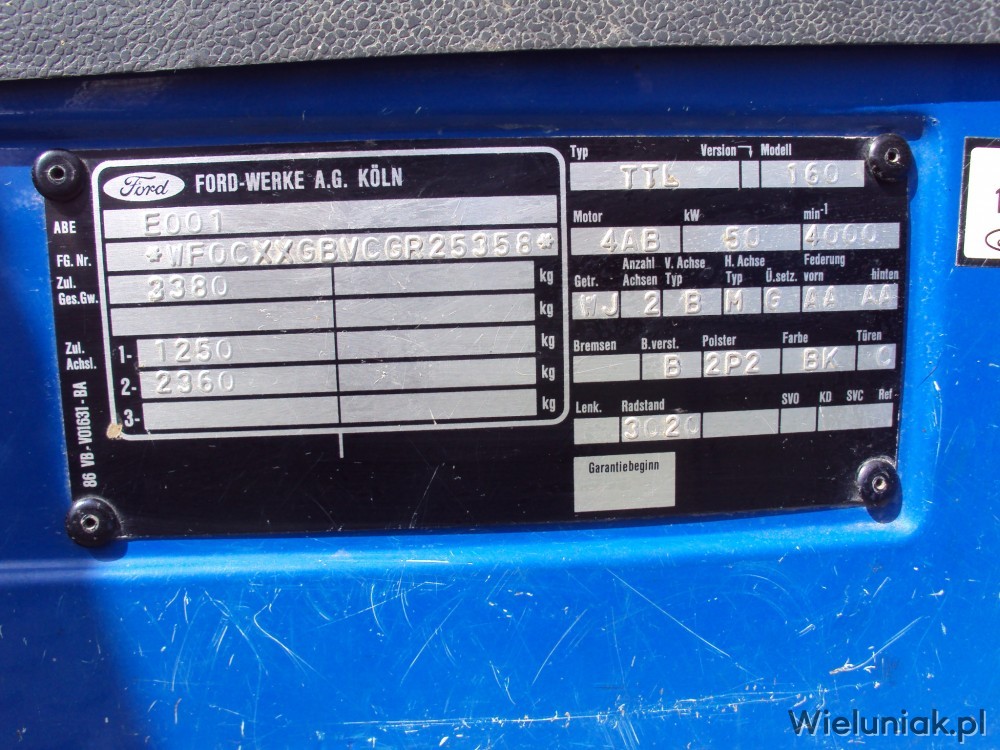 Ford FORD-WERKE A.G. KÖLN
ABE E001
FG. Nr. *WF0CXXGBVCGR25358*
Zul. Ges.Gw. 3380 kg
kg
Zul. Achsl. 1- 1250 kg
2- 2360 kg
3- kg
86 VB-V01631-BA
Typ Version Modell
TTL 160
Motor kW min-1
4AB 50 4000
Getr. Anzahl Achsen V. Achse Typ H. Achse Typ Ü.setz. Federung vorn hinten
WJ 2 B M G AA AA
Bremsen B.verst. Polster Farbe Türen
B 2P2 BK C
Lenk. Radstand SVO KD SVC Ref
3020
Garantiebeginn
Wieluniak.pl